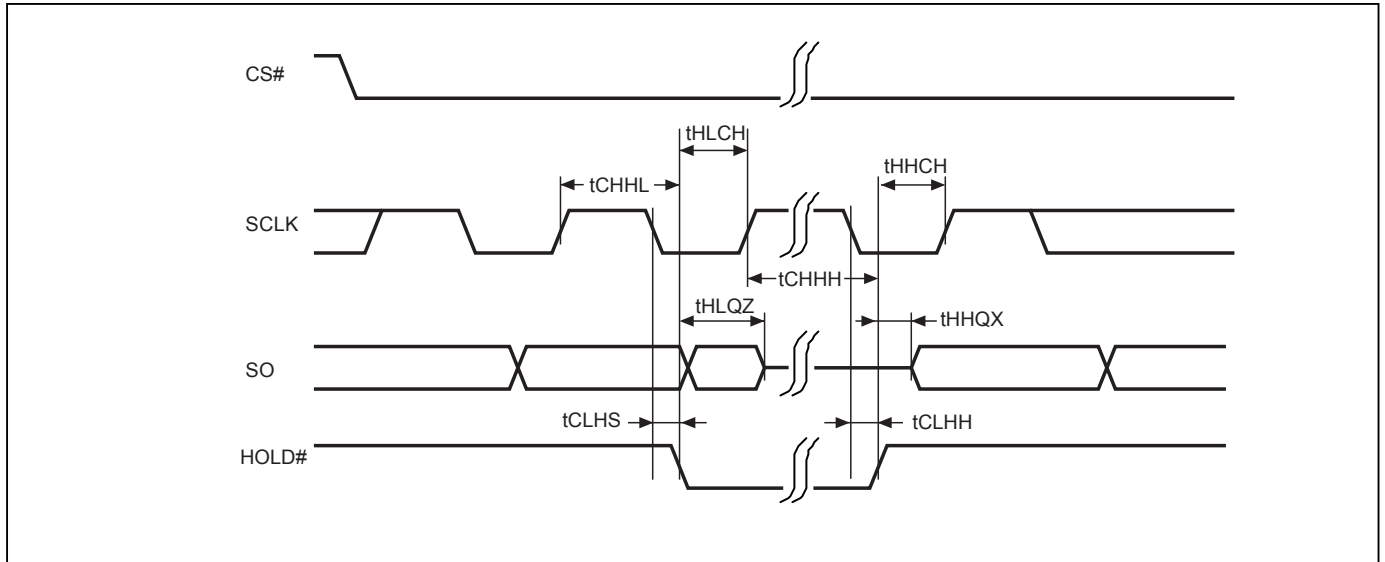 CS#
tHLCH
tHHCH
tCHHL
SCLK
tCHHH
tHLQZ
tHHQX
SO
tCLHS
tCLHH
HOLD#